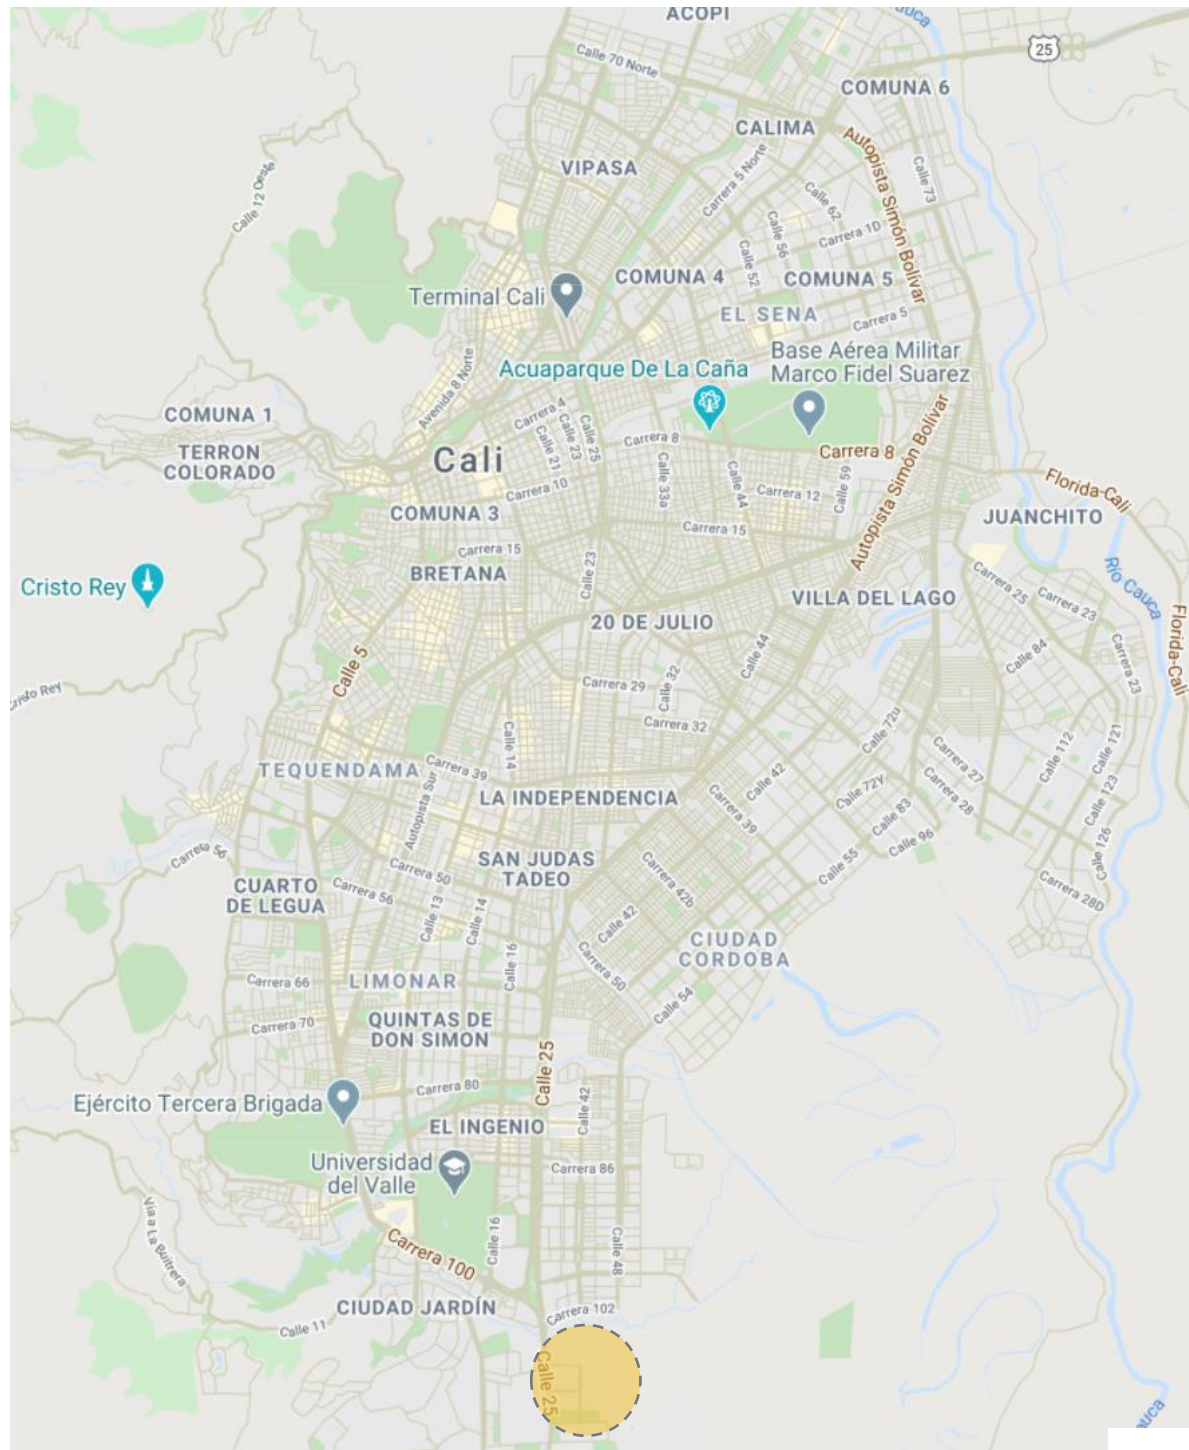 ACOPI
auca
Calle 70 Norte
25
COMUNA 6
CALIMA
Autopista Simón Bolívar
VIPASA
Carrera 5 Norte
Calle 73
Calle 12 Oeste
Calle 62
Calle 56
Carrera 1D
Calle 52
COMUNA 4
COMUNA 5
Terminal Cali
EL SENA
Carrera 5
Base Aérea Militar
Marco Fidel Suarez
Acuaparque De La Caña
Avenida 8 Norte
COMUNA 1
Carrera 4
Calle 21
Calle 23
Calle 25
Carrera 8
Carrera 8
Autopista Simón Bolívar
TERRON
COLORADO
Cali
Calle 33a
Calle 44
Calle 59
Carrera 10
Carrera 12
Florida-Cali
COMUNA 3
Carrera 15
JUANCHITO
Carrera 15
BRETANA
Calle 23
Río Cauca
Cristo Rey
Carrera 25
Carrera 23
VILLA DEL LAGO
20 DE JULIO
Florida-Cali
Calle 5
Calle 44
Calle 84
Carrera 23
Cristo Rey
Carrera 29
Calle 32
Carrera 32
Calle 72u
Calle 14
Calle 121
Calle 112
Carrera 27
TEQUENDAMA
Carrera 39
Calle 42
Calle 72Y
Carrera 28
LA INDEPENDENCIA
Autopista Sur
Carrera 39
Calle 83
Calle 123
Calle 96
Calle 126
Carrera 56
SAN JUDAS
TADEO
Carrera 50
Calle 55
Carrera 42b
CUARTO
DE LEGUA
Carrera 56
Carrera 28D
Calle 13
Calle 14
Calle 42
CIUDAD
CORDOBA
Calle 16
Carrera 50
Carrera 66
LIMONAR
Calle 54
Carrera 70
QUINTAS DE
DON SIMON
Calle 25
Carrera 80
Calle 42
Ejército Tercera Brigada
EL INGENIO
Universidad
del Valle
Carrera 86
Vía a La Buitrera
Carrera 100
Calle 16
Calle 48
CIUDAD JARDÍN
Carrera 102
Calle 11
Calle 25
auca